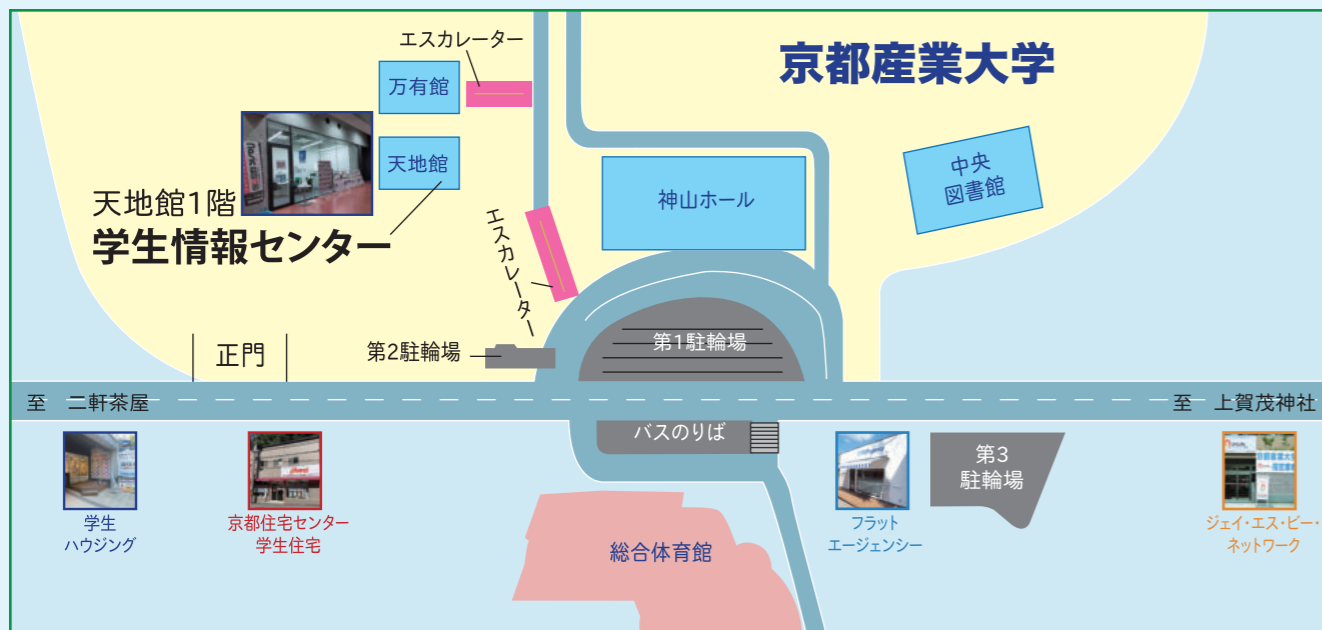 エスカレーター
京都産業大学
万有館
天地館
中央
図書館
神山ホール
天地館1階
学生情報センター
エスカレーター
第1駐輪場
第2駐輪場
正門
至 二軒茶屋
至 上賀茂神社
バスのりば
第3
駐輪場
学生
ハウジング
京都住宅センター
学生住宅
フラット
エージェンシー
ジェイ・エス・ビー・
ネットワーク
総合体育館